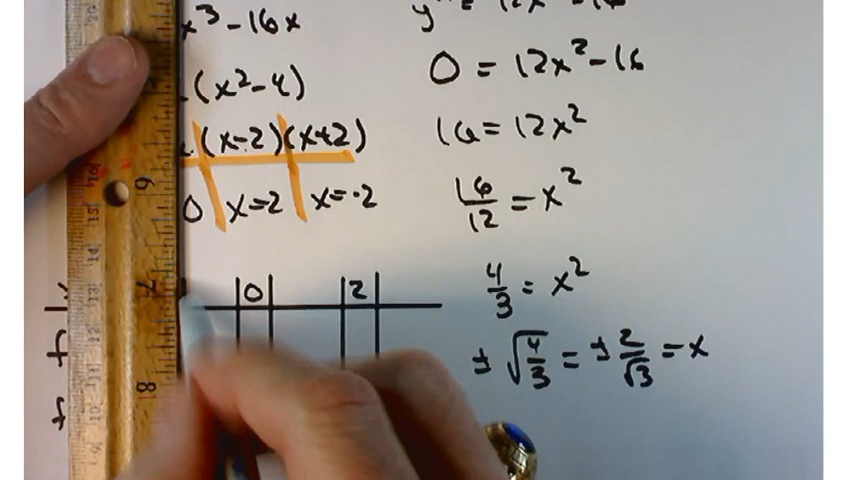 x³ - 16x
(x² - 4)
(x - 2)(x + 2)
0 x = 2 x = -2
0 2
0 = 12x² - 16
16 = 12x²
16/12 = x²
4/3 = x²
± √4/3 = ± 2/√3 = x